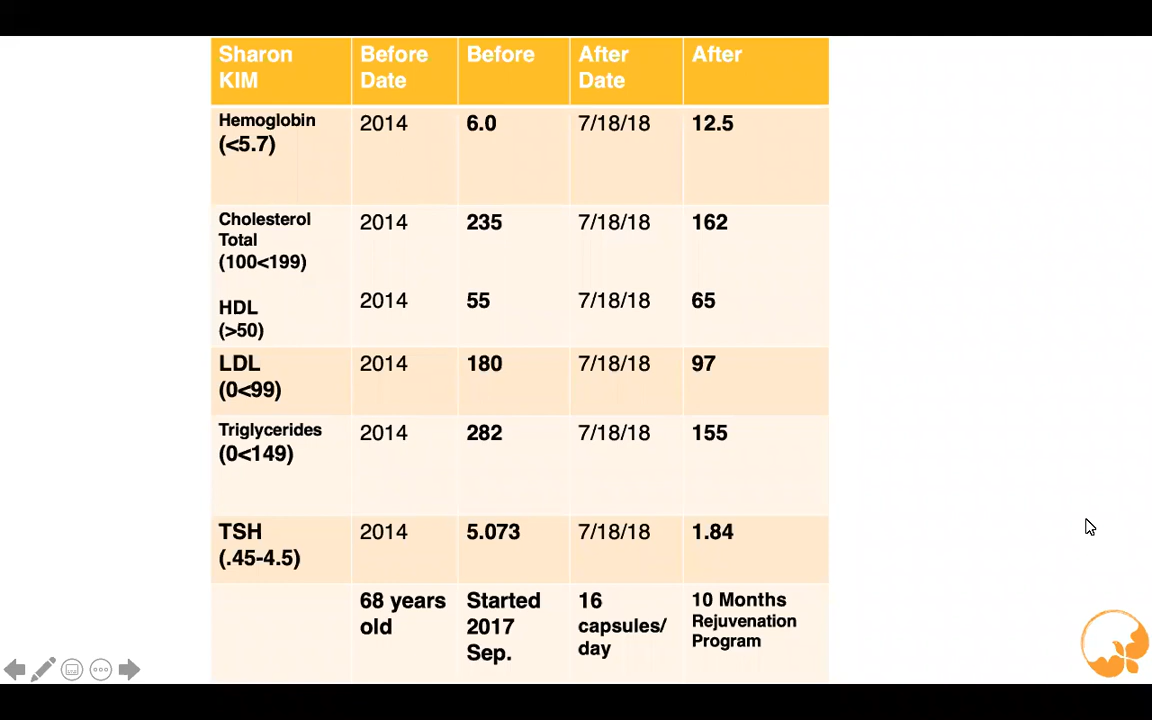 Sharon KIM
Before Date
Before
After Date
After
Hemoglobin (<5.7)
2014
6.0
7/18/18
12.5
Cholesterol Total (100<199)
2014
235
7/18/18
162
HDL (>50)
2014
55
7/18/18
65
LDL (0<99)
2014
180
7/18/18
97
Triglycerides (0<149)
2014
282
7/18/18
155
TSH (.45-4.5)
2014
5.073
7/18/18
1.84
68 years old
Started 2017 Sep.
16 capsules/ day
10 Months Rejuvenation Program